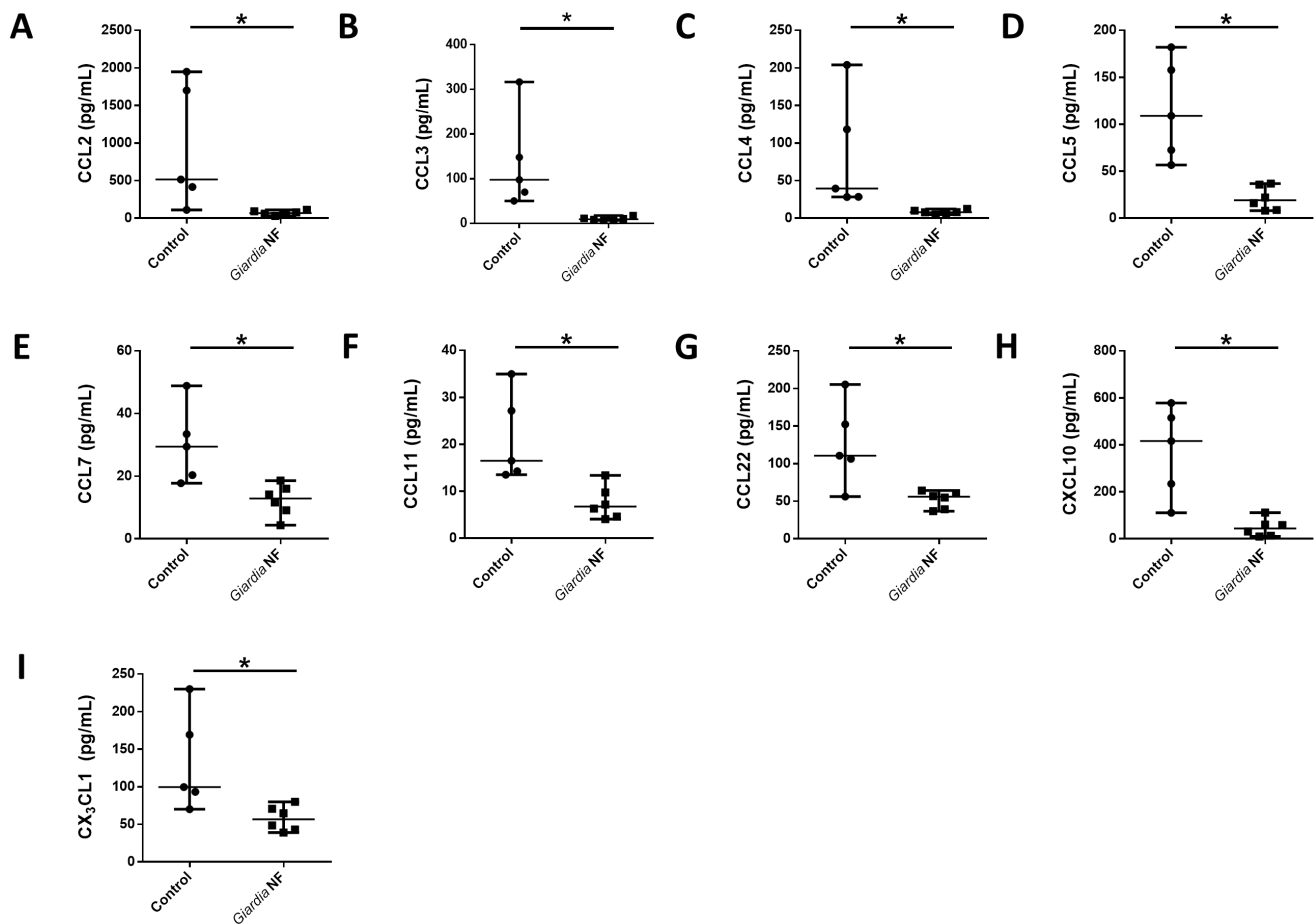 A
*
CCL2 (pg/mL)
2500
2000
1500
1000
500
0
Control
Giardia NF
B
*
CCL3 (pg/mL)
400
300
200
100
0
Control
Giardia NF
C
*
CCL4 (pg/mL)
250
200
150
100
50
0
Control
Giardia NF
D
*
CCL5 (pg/mL)
200
150
100
50
0
Control
Giardia NF
E
*
CCL7 (pg/mL)
60
40
20
0
Control
Giardia NF
F
*
CCL11 (pg/mL)
40
30
20
10
0
Control
Giardia NF
G
*
CCL22 (pg/mL)
250
200
150
100
50
0
Control
Giardia NF
H
*
CXCL10 (pg/mL)
800
600
400
200
0
Control
Giardia NF
I
*
CX₃CL1 (pg/mL)
250
200
150
100
50
0
Control
Giardia NF